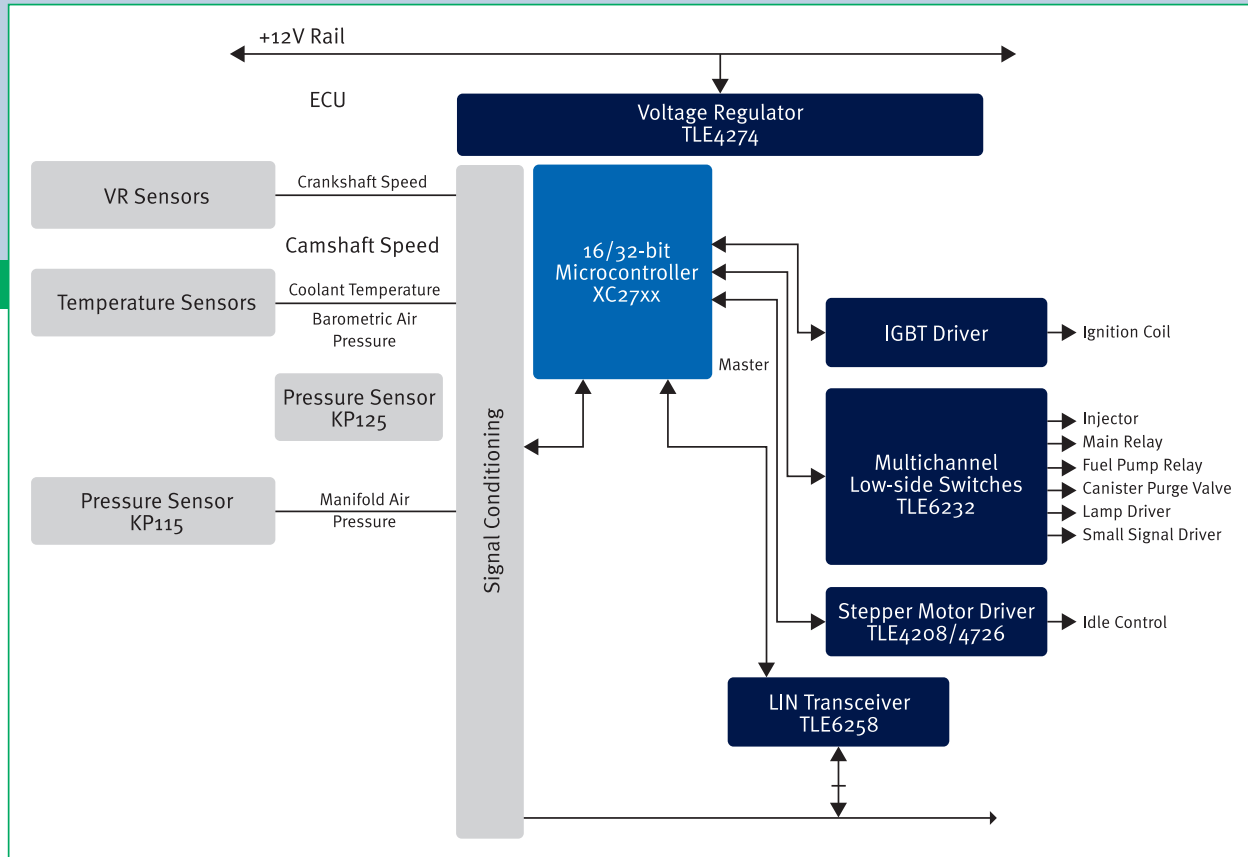 +12V Rail
ECU
Voltage Regulator
TLE4274
VR Sensors
Crankshaft Speed
Camshaft Speed
Temperature Sensors
Coolant Temperature
Barometric Air
Pressure
Pressure Sensor
KP125
Pressure Sensor
KP115
Manifold Air
Pressure
Signal Conditioning
16/32-bit
Microcontroller
XC27xx
Master
IGBT Driver
Ignition Coil
Multichannel
Low-side Switches
TLE6232
Injector
Main Relay
Fuel Pump Relay
Canister Purge Valve
Lamp Driver
Small Signal Driver
Stepper Motor Driver
TLE4208/4726
Idle Control
LIN Transceiver
TLE6258